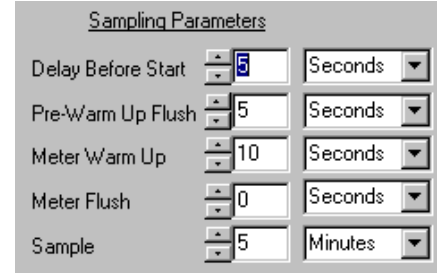 Sampling Parameters
Delay Before Start 5 Seconds
Pre-Warm Up Flush 5 Seconds
Meter Warm Up 10 Seconds
Meter Flush 0 Seconds
Sample 5 Minutes